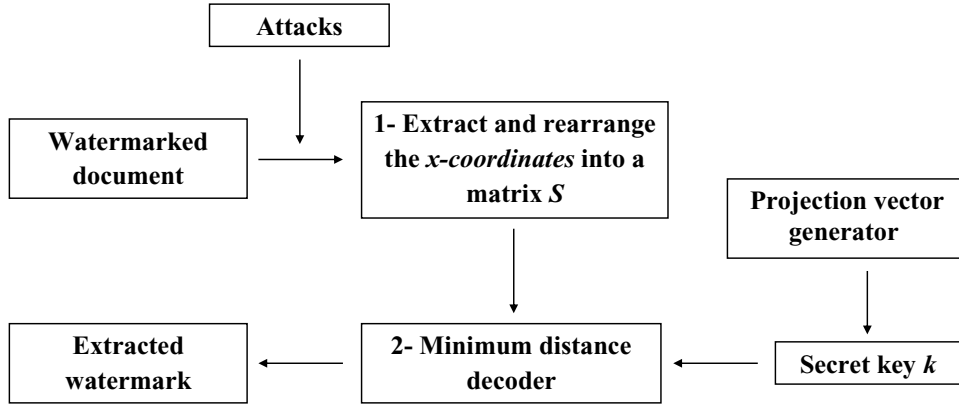 Attacks
Watermarked
document
1- Extract and rearrange
the x-coordinates into a
matrix S
Projection vector
generator
Extracted
watermark
2- Minimum distance
decoder
Secret key k